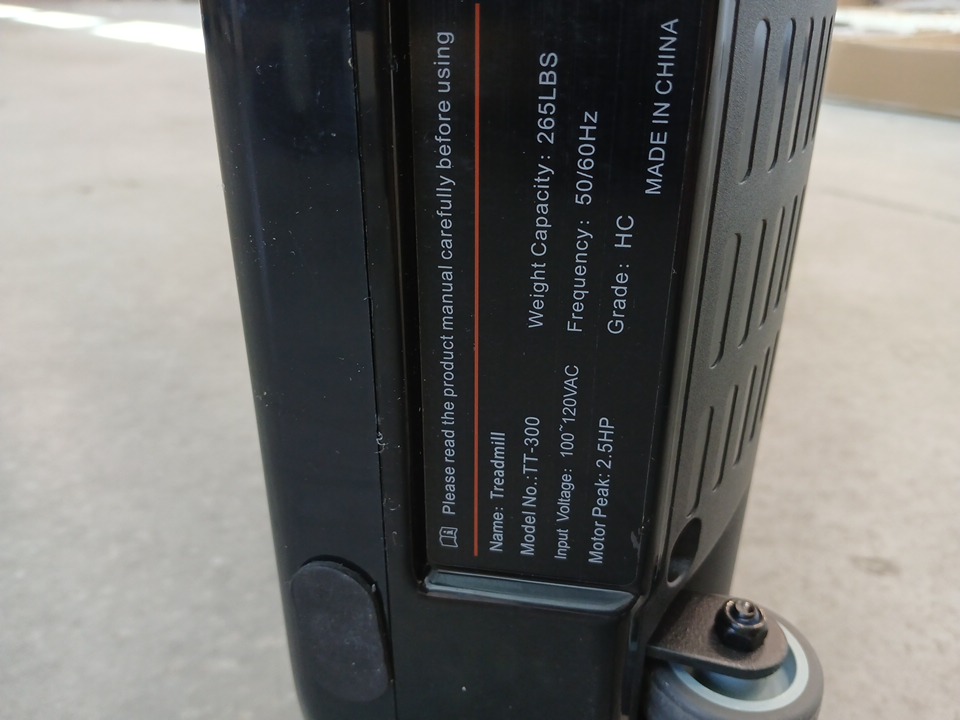 Please read the product manual carefully before using
Name: Treadmill
Model No.:TT-300
Weight Capacity: 265LBS
Input Voltage: 100~120VAC
Frequency: 50/60Hz
Motor Peak: 2.5HP
Grade: HC
MADE IN CHINA